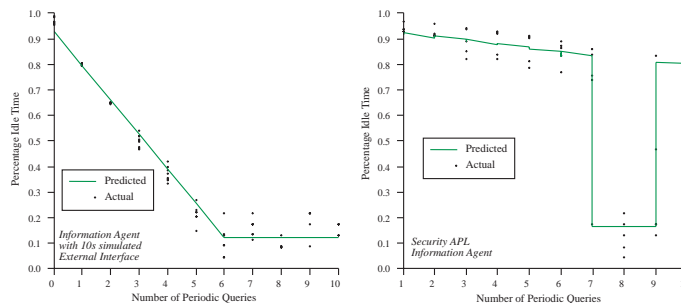 1.0
0.9
0.8
0.7
0.6
0.5
0.4
0.3
0.2
0.1
0.0
Percentage Idle Time
Predicted
Actual
Information Agent
with 10s simulated
External Interface
0 1 2 3 4 5 6 7 8 9 10
Number of Periodic Queries
1.0
0.9
0.8
0.7
0.6
0.5
0.4
0.3
0.2
0.1
0.0
Percentage Idle Time
Predicted
Actual
Security APL
Information Agent
1 2 3 4 5 6 7 8 9
Number of Periodic Queries